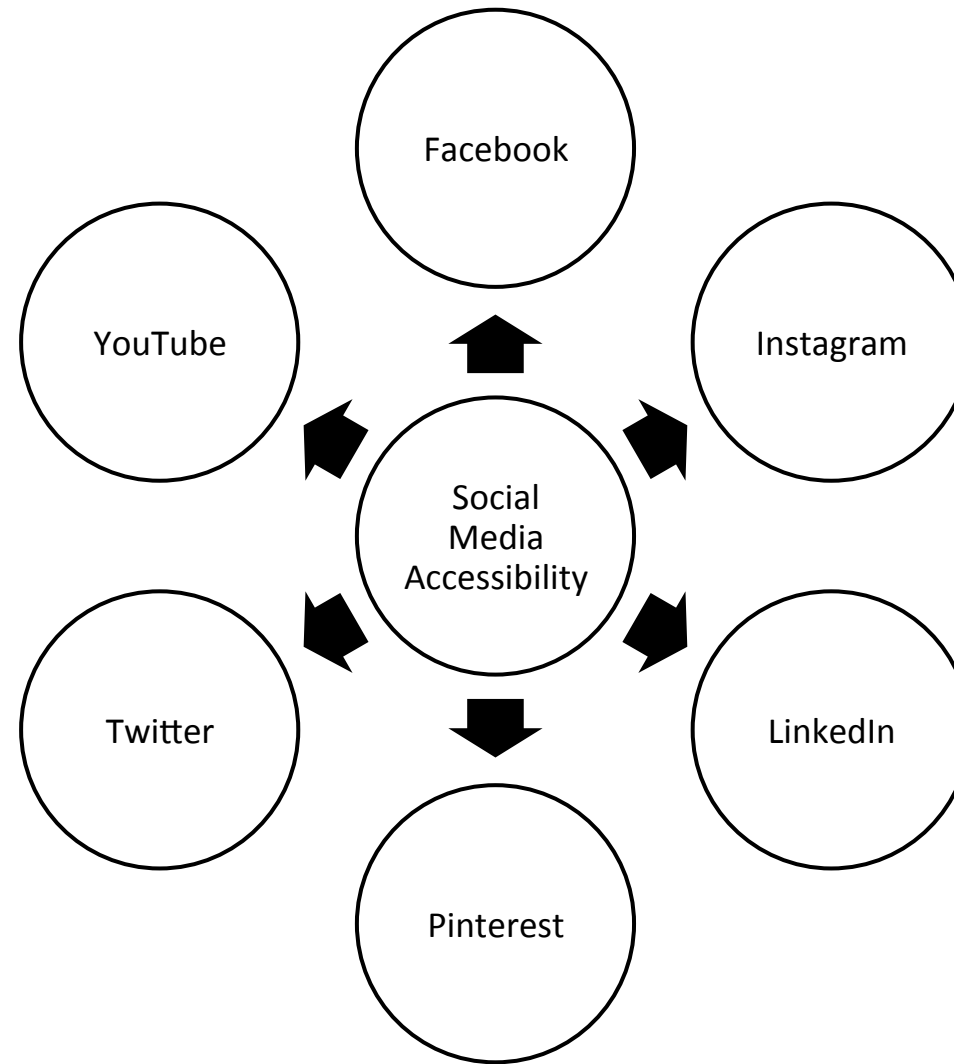 Facebook
YouTube
Instagram
Social
Media
Accessibility
Twitter
LinkedIn
Pinterest